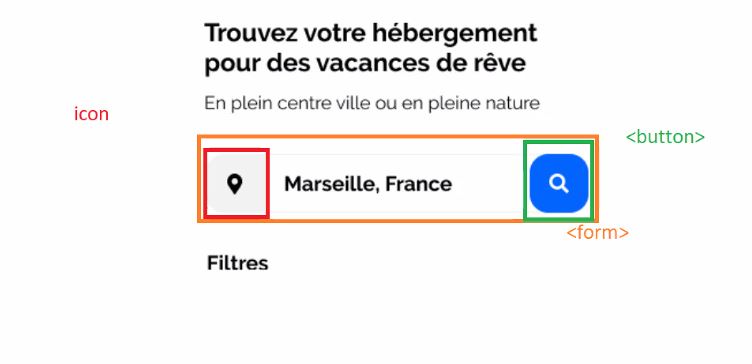 Trouvez votre hébergement
pour des vacances de rêve
En plein centre ville ou en pleine nature
icon
<button>
Marseille, France
<form>
Filtres